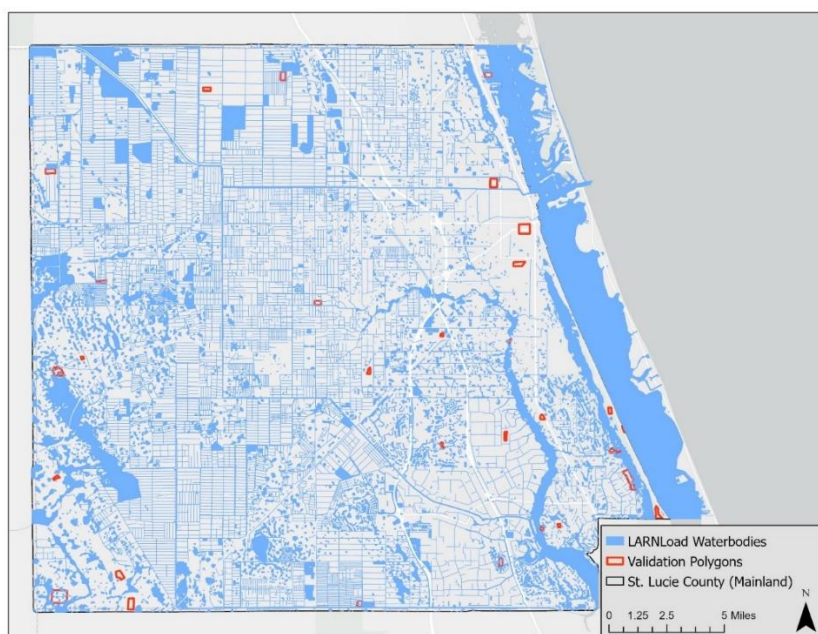 LARNLoad Waterbodies
Validation Polygons
St. Lucie County (Mainland)
N
0 1.25 2.5 5 Miles